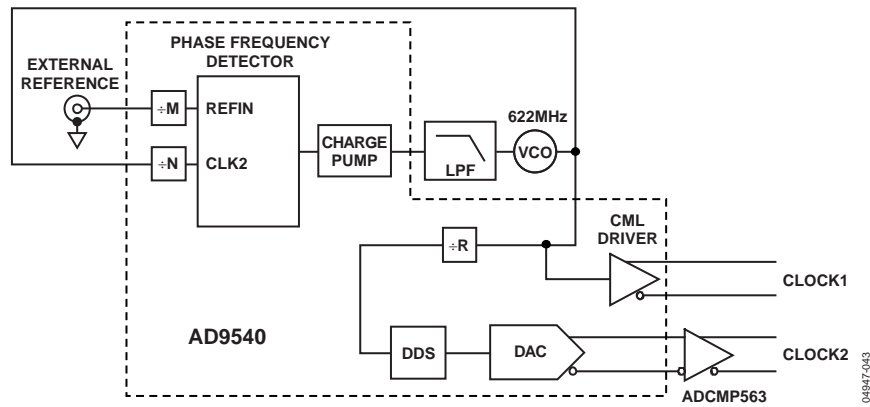 PHASE FREQUENCY
DETECTOR
EXTERNAL
REFERENCE
÷M
REFIN
÷N
CLK2
CHARGE
PUMP
LPF
622MHz
VCO
÷R
CML
DRIVER
CLOCK1
AD9540
DDS
DAC
CLOCK2
ADCMP563
04947-043